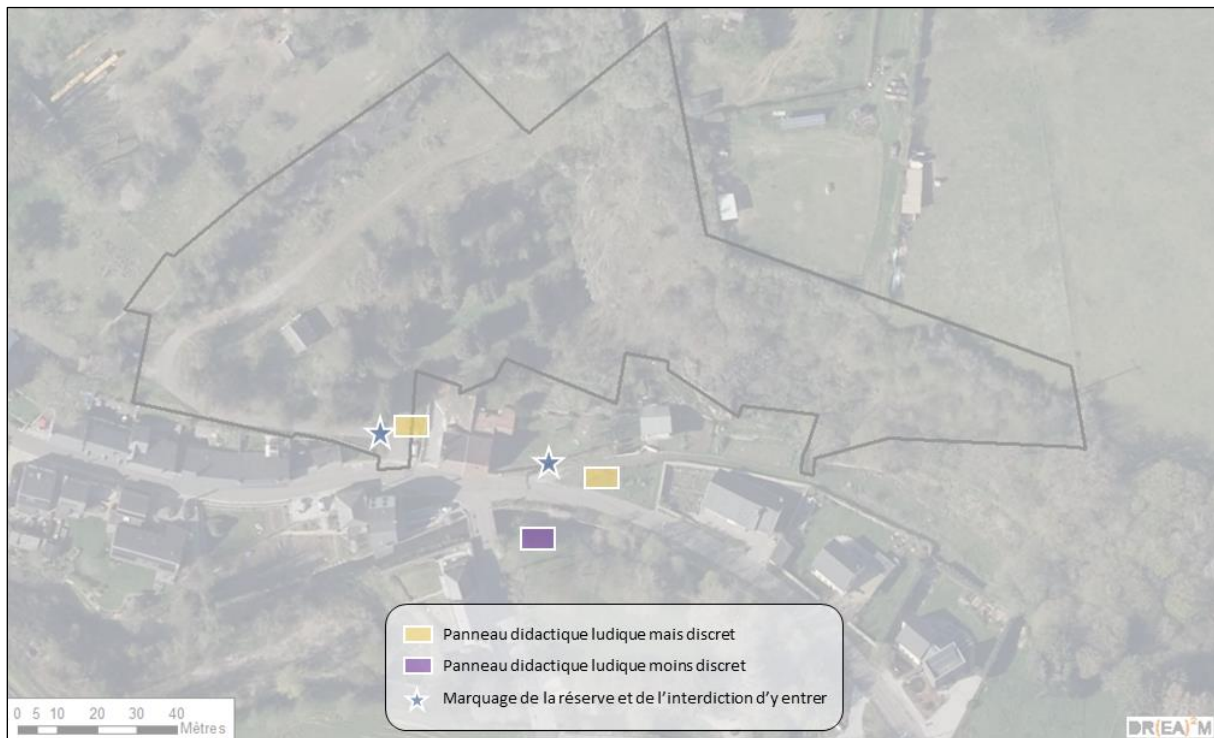 Panneau didactique ludique mais discret
Panneau didactique ludique moins discret
Marquage de la réserve et de l'interdiction d'y entrer
0 5 10 20 30 40
Mètres
DR(EA)²M